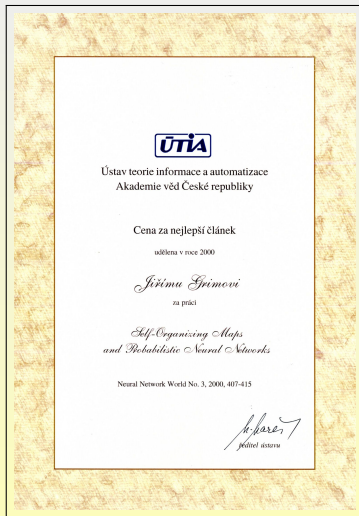 ÚTIA
Ústav teorie informace a automatizace
Akademie věd České republiky
Cena za nejlepší článek
udělena v roce 2000
Jiřímu Grimovi
za práci
Self-Organizing Maps
and Probabilistic Neural Networks
Neural Network World No. 3, 2000, 407-415
ředitel ústavu